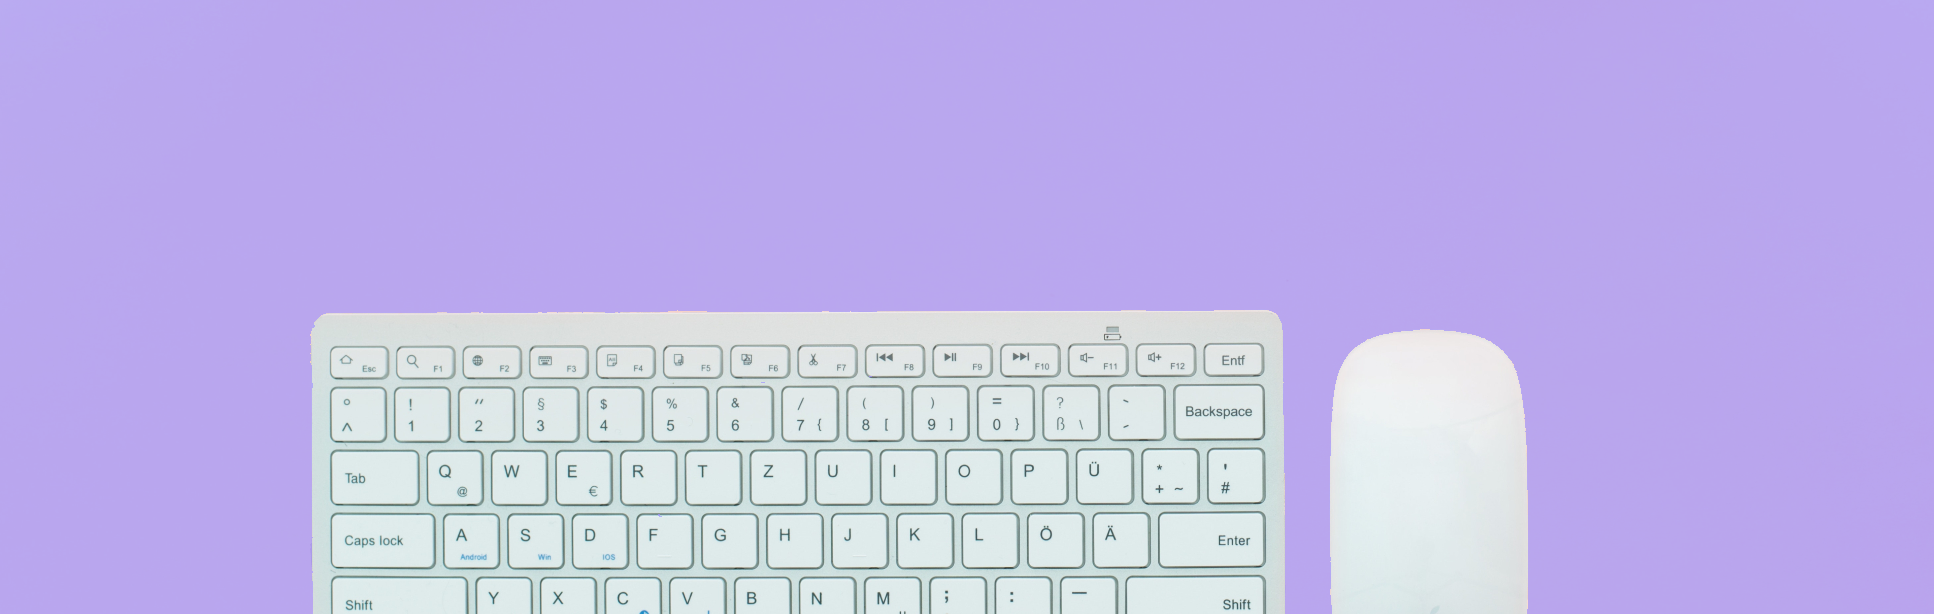 Esc F1 F2 F3 F4 F5 F6 F7 F8 F9 F10 F11 F12 Entf
° ! " § $ % & / ( ) = ? `
^ 1 2 3 4 5 6 7 { 8 [ 9 ] 0 } ß \ ´ Backspace
Tab Q W E R T Z U I O P Ü * '
@ € + ~ #
Caps lock A S D F G H J K L Ö Ä Enter
Android Win IOS
Shift Y X C V B N M ; : — Shift